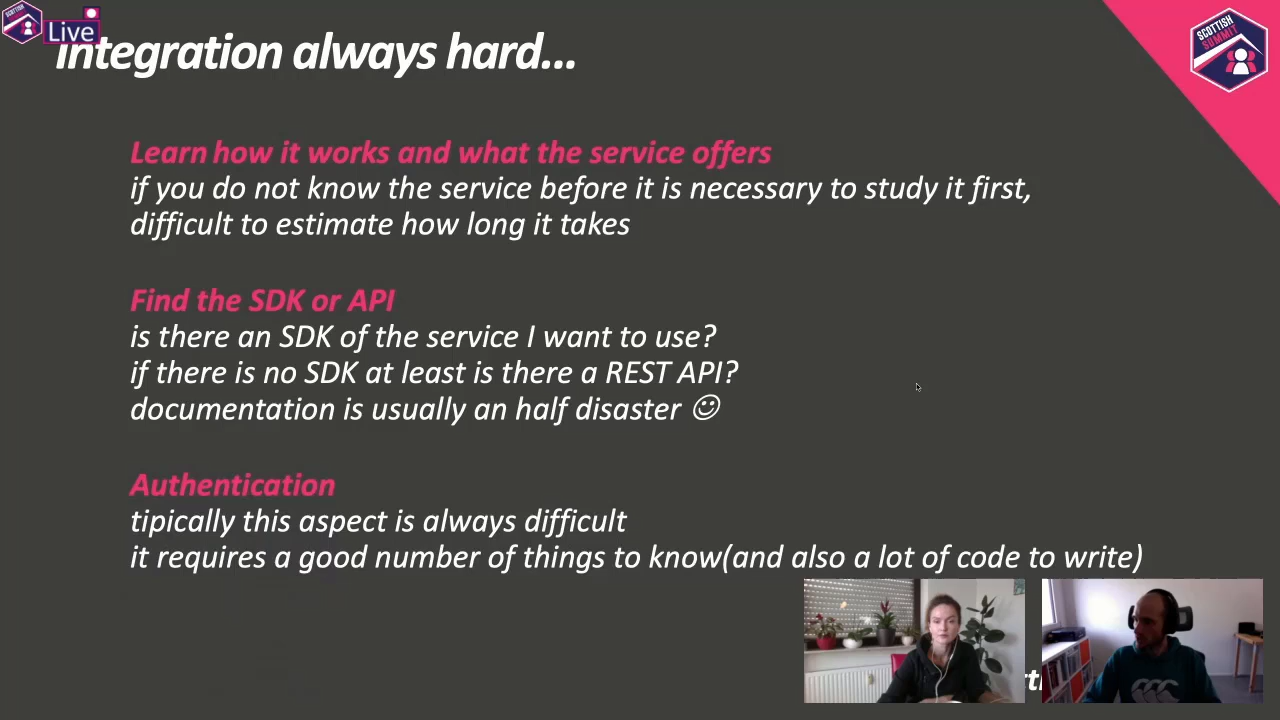 SCOTTISH
Live
Integration always hard...
SCOTTISH
SUMMIT
Learn how it works and what the service offers
if you do not know the service before it is necessary to study it first,
difficult to estimate how long it takes
Find the SDK or API
is there an SDK of the service I want to use?
if there is no SDK at least is there a REST API?
documentation is usually an half disaster ☺
Authentication
tipically this aspect is always difficult
it requires a good number of things to know(and also a lot of code to write)